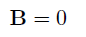 B = 0